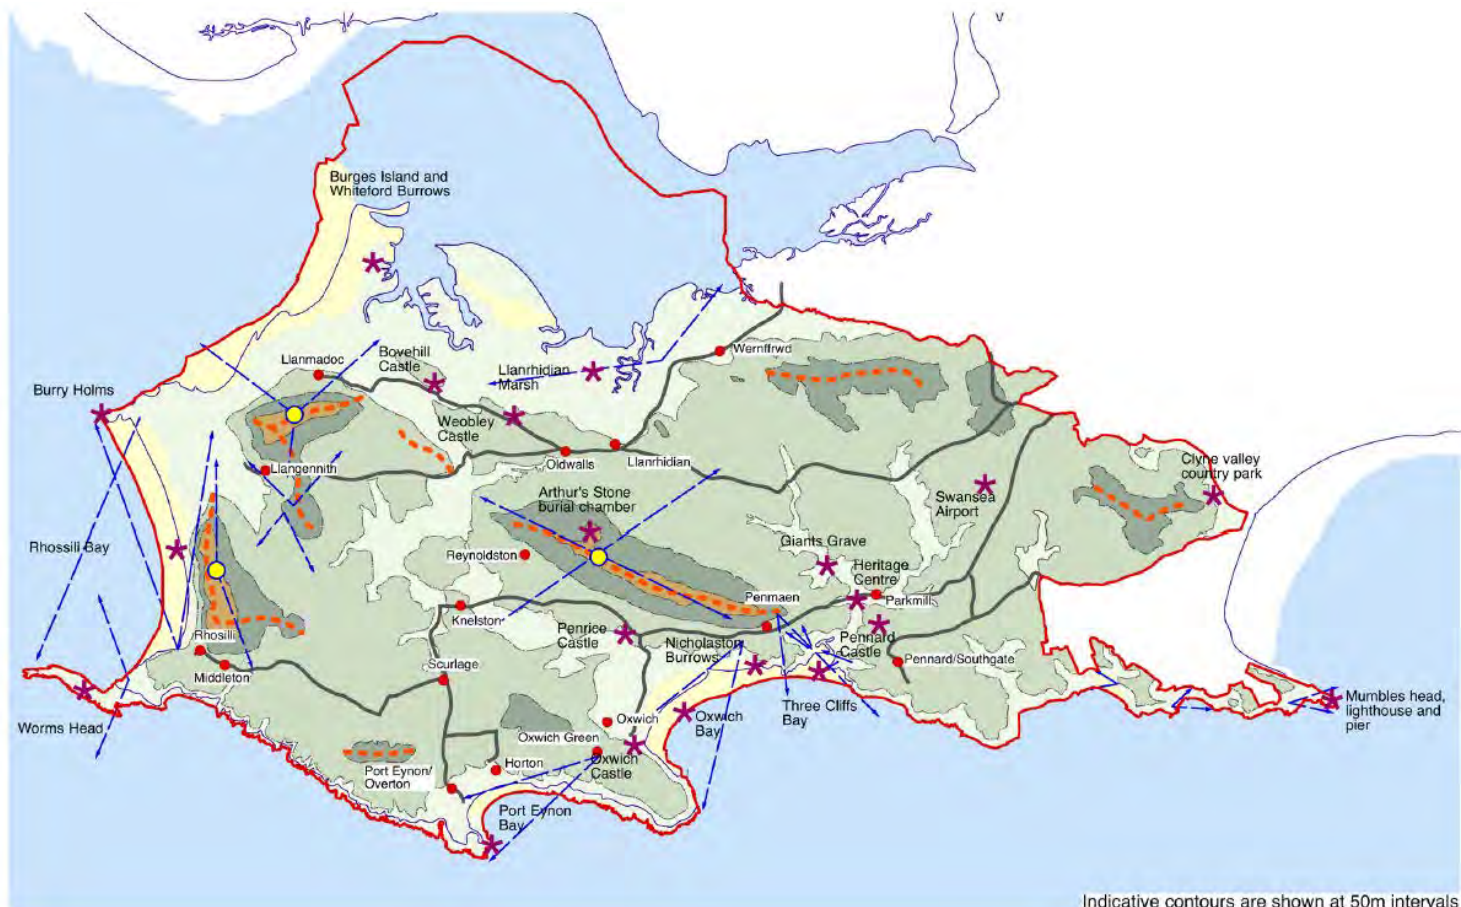 Burges Island and
Whiteford Burrows
Wernffrwd
Llanmadoc
Bovehill
Castle
Llanrhidian
Marsh
Burry Holms
Weobley
Castle
Llangennith
Oldwalls
Llanrhidian
Clyne valley
country park
Arthur's Stone
burial chamber
Swansea
Airport
Rhossili Bay
Reynoldston
Giants Grave
Heritage
Centre
Penmaen
Parkmill
Knelston
Rhosilli
Penrice
Castle
Nicholaston
Burrows
Pennard
Castle
Pennard/Southgate
Middleton
Scurlage
Worms Head
Oxwich
Oxwich
Bay
Three Cliffs
Bay
Mumbles head,
lighthouse and
pier
Oxwich Green
Oxwich
Castle
Horton
Port Eynon/
Overton
Port Eynon
Bay
Indicative contours are shown at 50m intervals